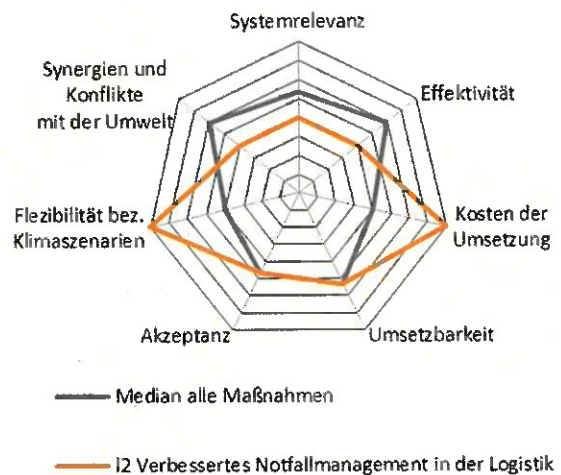 Systemrelevanz
Synergien und
Konflikte
mit der Umwelt
Effektivität
Flezibilität bez.
Klimaszenarien
Kosten der
Umsetzung
Akzeptanz
Umsetzbarkeit
Median alle Maßnahmen
I2 Verbessertes Notfallmanagement in der Logistik